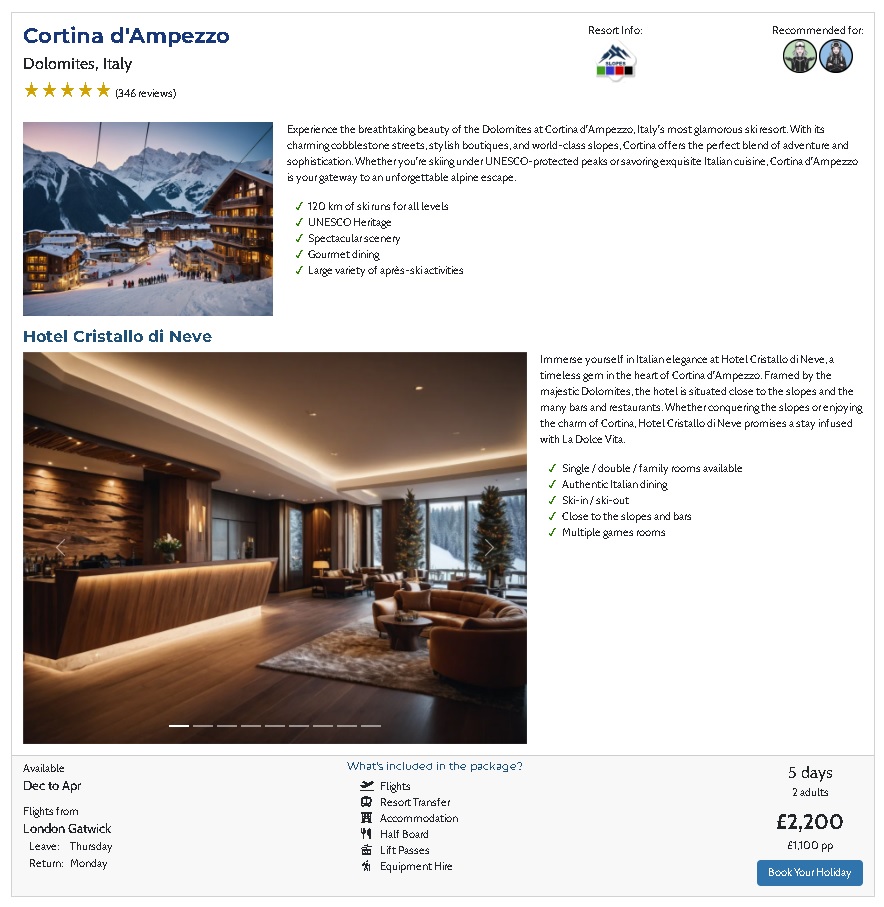 Cortina d'Ampezzo
Dolomites, Italy
(346 reviews)
Resort Info:
SLOPES
Recommended for:
Experience the breathtaking beauty of the Dolomites at Cortina d'Ampezzo, Italy's most glamorous ski resort. With its
charming cobblestone streets, stylish boutiques, and world-class slopes, Cortina offers the perfect blend of adventure and
sophistication. Whether you're skiing under UNESCO-protected peaks or savoring exquisite Italian cuisine, Cortina d'Ampezzo
is your gateway to an unforgettable alpine escape.
✓ 120 km of ski runs for all levels
✓ UNESCO Heritage
✓ Spectacular scenery
✓ Gourmet dining
✓ Large variety of après-ski activities
Hotel Cristallo di Neve
Immerse yourself in Italian elegance at Hotel Cristallo di Neve, a
timeless gem in the heart of Cortina d'Ampezzo. Framed by the
majestic Dolomites, the hotel is situated close to the slopes and the
many bars and restaurants. Whether conquering the slopes or enjoying
the charm of Cortina, Hotel Cristallo di Neve promises a stay infused
with La Dolce Vita.
✓ Single / double / family rooms available
✓ Authentic Italian dining
✓ Ski-in / ski-out
✓ Close to the slopes and bars
✓ Multiple games rooms
Available
Dec to Apr
Flights from
London Gatwick
Leave: Thursday
Return: Monday
What's included in the package?
Flights
Resort Transfer
Accommodation
Half Board
Lift Passes
Equipment Hire
5 days
2 adults
£2,200
£1,100 pp
Book Your Holiday